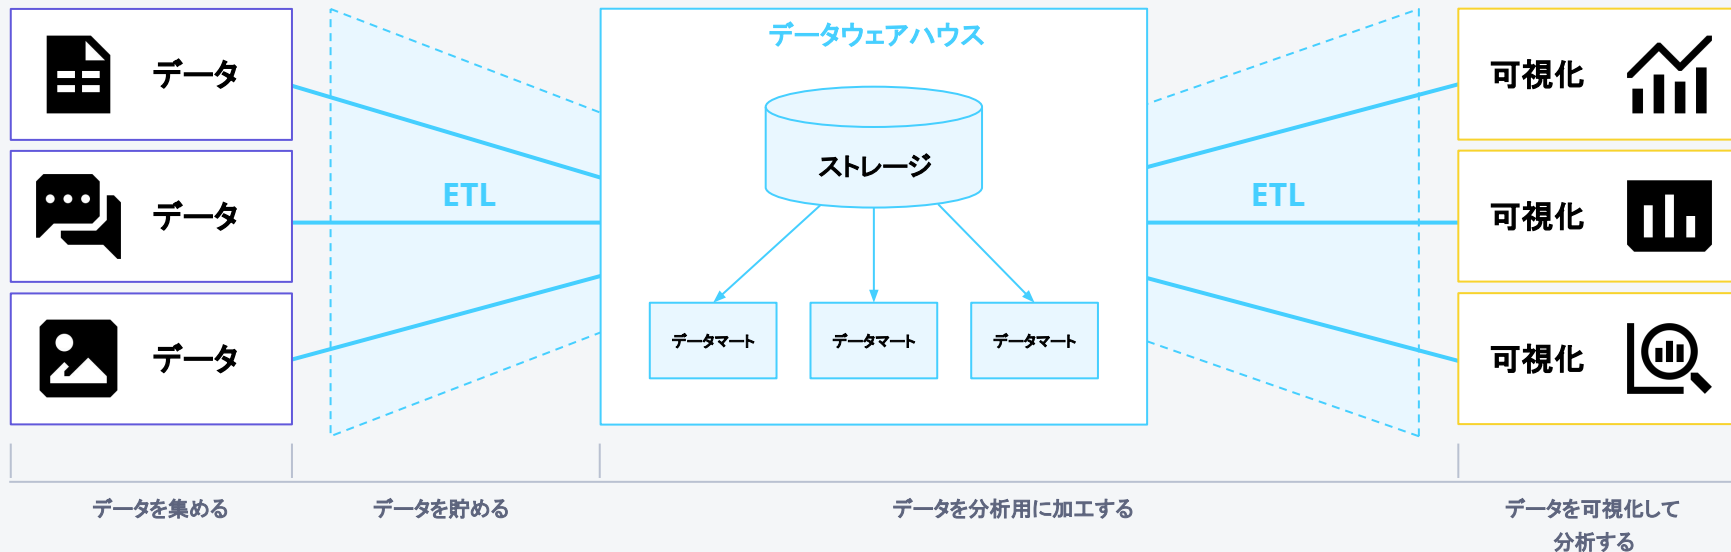 データ
データ
データ
ETL
データウェアハウス
ストレージ
データマート
データマート
データマート
ETL
可視化
可視化
可視化
データを集める
データを貯める
データを分析用に加工する
データを可視化して
分析する